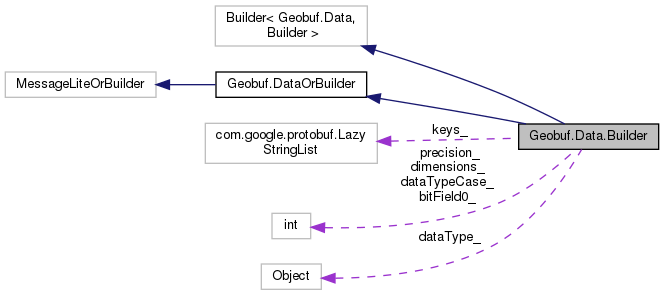 Builder< Geobuf.Data,
Builder >
MessageLiteOrBuilder
Geobuf.DataOrBuilder
Geobuf.Data.Builder
com.google.protobuf.Lazy
StringList
keys_
precision_
dimensions_
dataTypeCase_
bitField0_
int
dataType_
Object